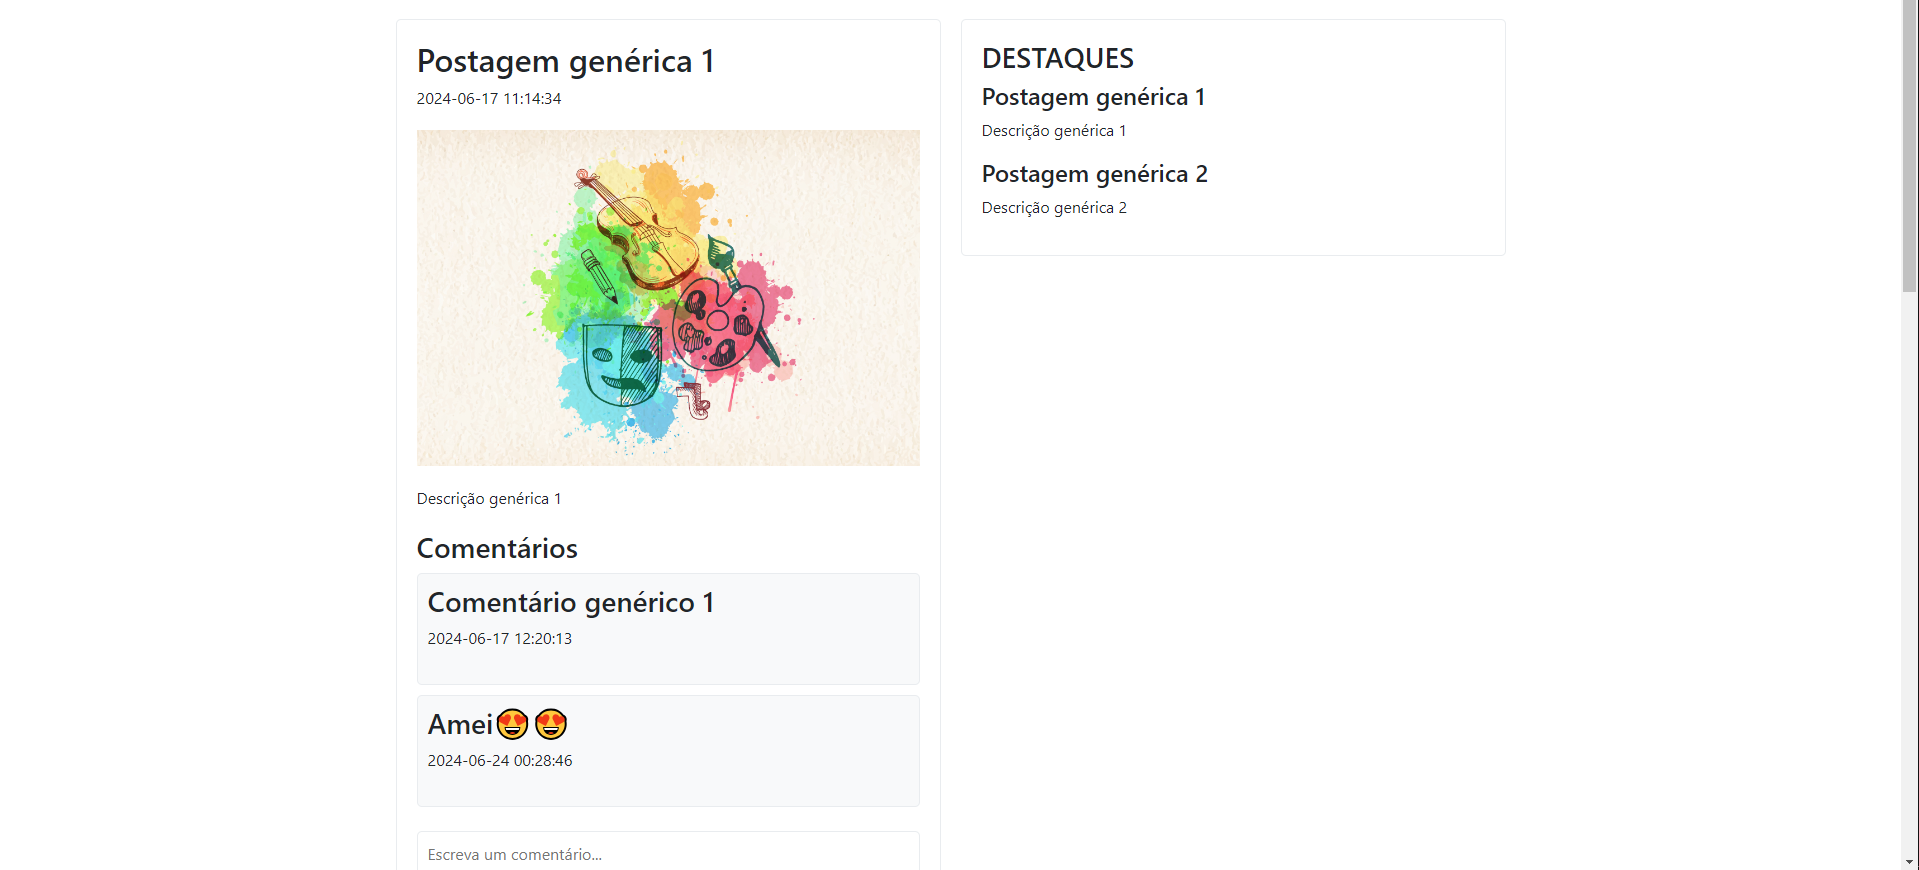 Postagem genérica 1
2024-06-17 11:14:34
Descrição genérica 1
Comentários
Comentário genérico 1
2024-06-17 12:20:13
Amei😍😍
2024-06-24 00:28:46
Escreva um comentário...
DESTAQUES
Postagem genérica 1
Descrição genérica 1
Postagem genérica 2
Descrição genérica 2